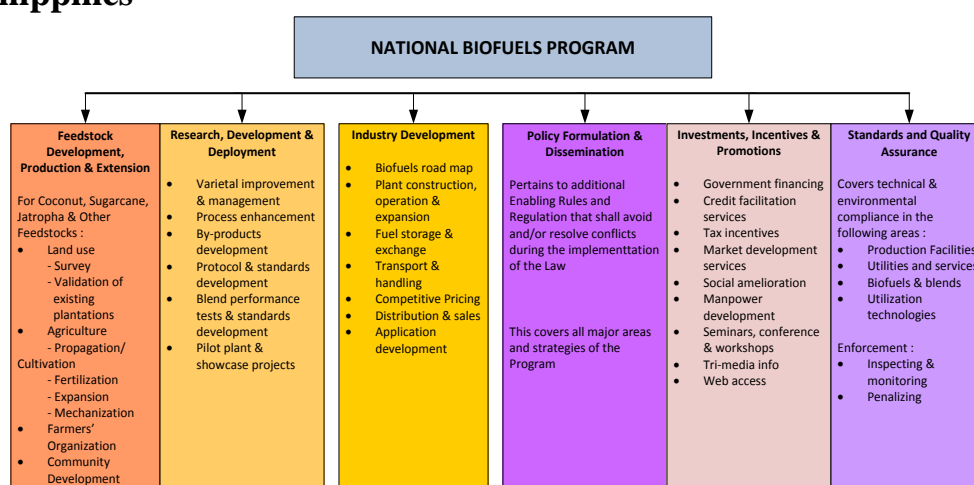 NATIONAL BIOFUELS PROGRAM
Feedstock
Development,
Production & Extension
For Coconut, Sugarcane,
Jatropha & Other
Feedstocks :
• Land use
- Survey
- Validation of
existing
plantations
• Agriculture
- Propagation/
Cultivation
- Fertilization
- Expansion
- Mechanization
• Farmers’
Organization
• Community
Development
Research, Development &
Deployment
• Varietal improvement
& management
• Process enhancement
• By-products
development
• Protocol & standards
development
• Blend performance
tests & standards
development
• Pilot plant &
showcase projects
Industry Development
• Biofuels road map
• Plant construction,
operation &
expansion
• Fuel storage &
exchange
• Transport &
handling
• Competitive Pricing
• Distribution & sales
• Application
development
Policy Formulation &
Dissemination
Pertains to additional
Enabling Rules and
Regulation that shall avoid
and/or resolve conflicts
during the implementtation
of the Law
This covers all major areas
and strategies of the
Program
Investments, Incentives &
Promotions
• Government financing
• Credit facilitation
services
• Tax incentives
• Market development
services
• Social amelioration
• Manpower
development
• Seminars, conference
& workshops
• Tri-media info
• Web access
Standards and Quality
Assurance
Covers technical &
environmental
compliance in the
following areas :
• Production Facilities
• Utilities and services
• Biofuels & blends
• Utilization
technologies
Enforcement :
• Inspecting &
monitoring
• Penalizing